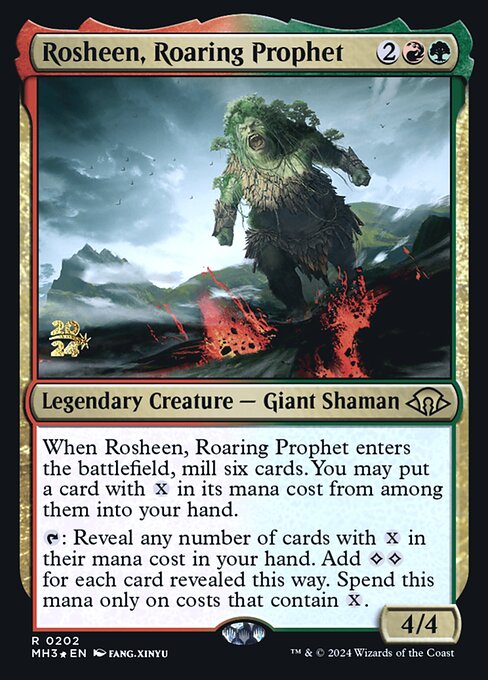 Rosheen, Roaring Prophet 2
Legendary Creature — Giant Shaman
When Rosheen, Roaring Prophet enters
the battlefield, mill six cards. You may put
a card with X in its mana cost from among
them into your hand.
: Reveal any number of cards with X in
their mana cost in your hand. Add
for each card revealed this way. Spend this
mana only on costs that contain X.
4/4
R 0202
MH3★EN FANG.XINYU
™ & © 2024 Wizards of the Coast
2024